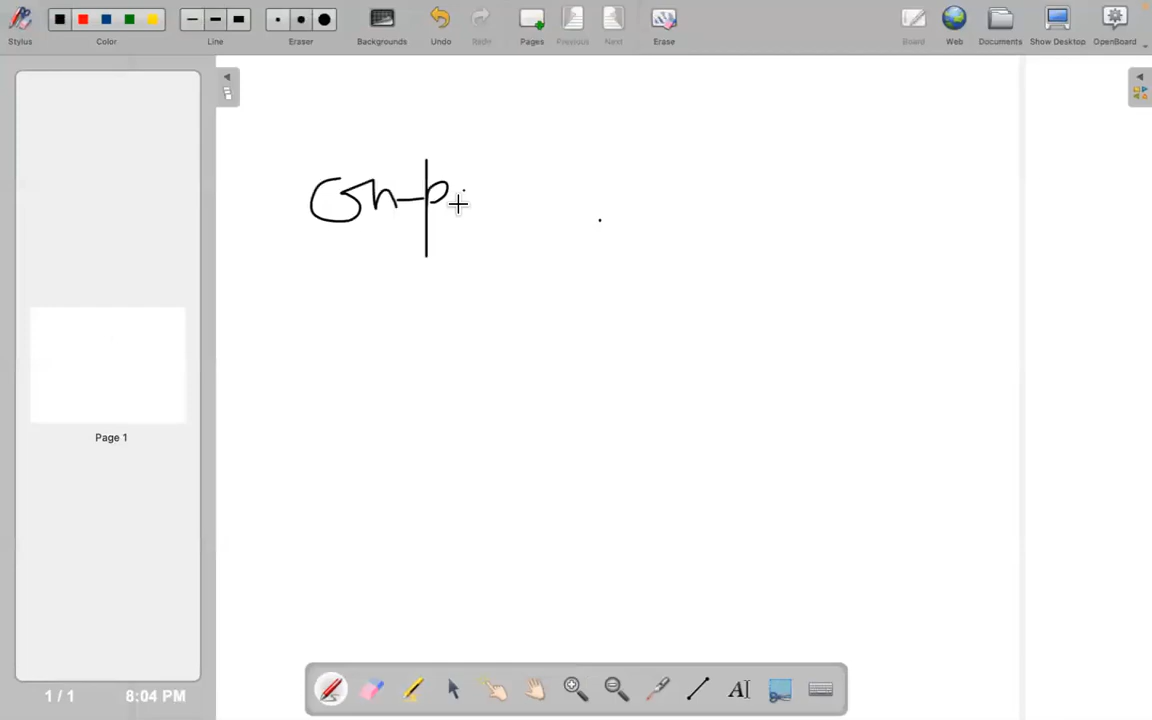 Stylus
Color
Line
Eraser
Backgrounds
Undo
Redo
Pages
Previous
Next
Erase
Board
Web
Documents
Show Desktop
OpenBoard
Comp
Page 1
1 / 1
8:04 PM